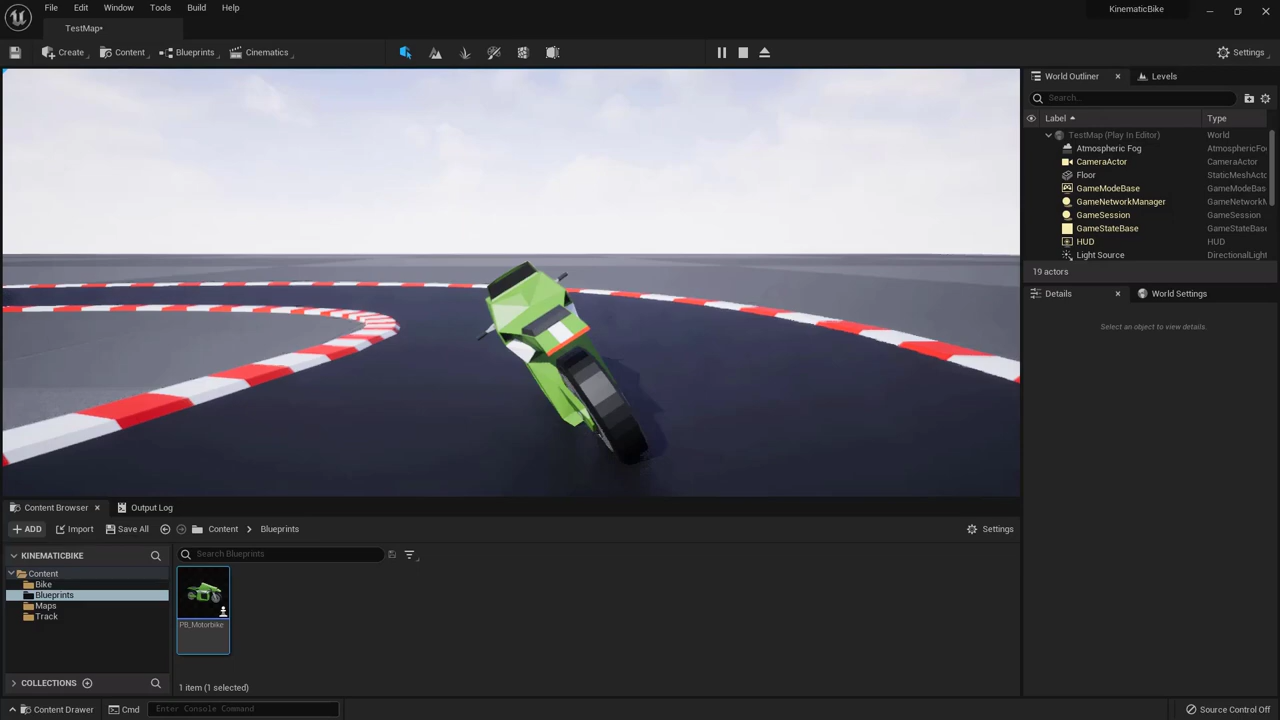 File Edit Window Tools Build Help
KinematicBike
TestMap•
Create Content Blueprints Cinematics Settings
World Outliner Levels
Search...
Label Type
TestMap (Play In Editor) World
Atmospheric Fog AtmosphericFo
CameraActor CameraActor
Floor StaticMeshActo
GameModeBase GameModeBas
GameNetworkManager GameNetworkM
GameSession GameSession
GameStateBase GameStateBase
HUD HUD
Light Source DirectionalLight
19 actors
Details World Settings
Select an object to view details.
Content Browser Output Log
ADD Import Save All Content Blueprints Settings
KINEMATICBIKE
Search Blueprints
Content
Bike
Blueprints
Maps
Track
PB_Motorbike
COLLECTIONS
1 item (1 selected)
Content Drawer Cmd Enter Console Command Source Control Off